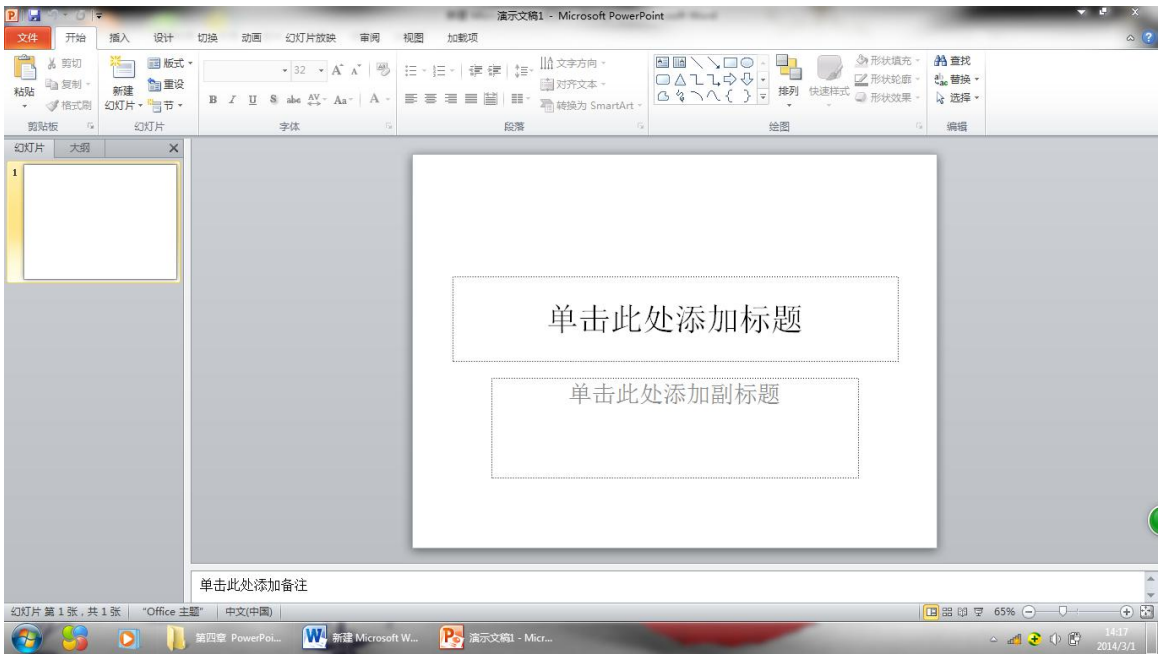 演示文稿1 - Microsoft PowerPoint
文件 开始 插入 设计 切换 动画 幻灯片放映 审阅 视图 加载项
剪切 版式 文字方向 形状填充 查找
粘贴 复制 新建 重设 32 对齐文本 排列 快速样式 形状轮廓 替换
格式刷 幻灯片 节 B I U S abc AV Aa A 转换为 SmartArt 形状效果 选择
剪贴板 幻灯片 字体 段落 绘图 编辑
幻灯片 大纲
1
单击此处添加标题
单击此处添加副标题
单击此处添加备注
幻灯片 第 1 张，共 1 张 "Office 主题" 中文(中国) 65%
第四章 PowerPoi... 新建 Microsoft W... 演示文稿1 - Micr... 14:17
2014/3/1